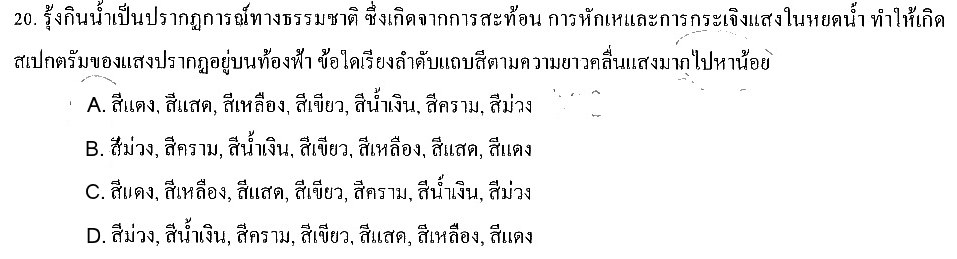 20. รุ้งกินน้ำเป็นปรากฏการณ์ทางธรรมชาติ ซึ่งเกิดจากการสะท้อน การหักเหและการกระเจิงแสงในหยดน้ำ ทำให้เกิด
สเปกตรัมของแสงปรากฏอยู่บนท้องฟ้า ข้อใดเรียงลำดับแถบสีตามความยาวคลื่นแสงมากไปหาน้อย
A. สีแดง, สีแสด, สีเหลือง, สีเขียว, สีน้ำเงิน, สีคราม, สีม่วง
B. สีม่วง, สีคราม, สีน้ำเงิน, สีเขียว, สีเหลือง, สีแสด, สีแดง
C. สีแดง, สีเหลือง, สีแสด, สีเขียว, สีคราม, สีน้ำเงิน, สีม่วง
D. สีม่วง, สีน้ำเงิน, สีคราม, สีเขียว, สีแสด, สีเหลือง, สีแดง